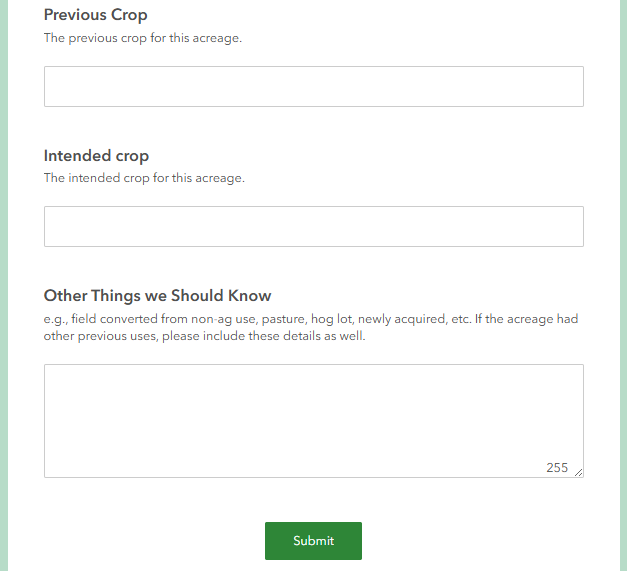 Previous Crop
The previous crop for this acreage.
Intended crop
The intended crop for this acreage.
Other Things we Should Know
e.g., field converted from non-ag use, pasture, hog lot, newly acquired, etc. If the acreage had
other previous uses, please include these details as well.
255
Submit